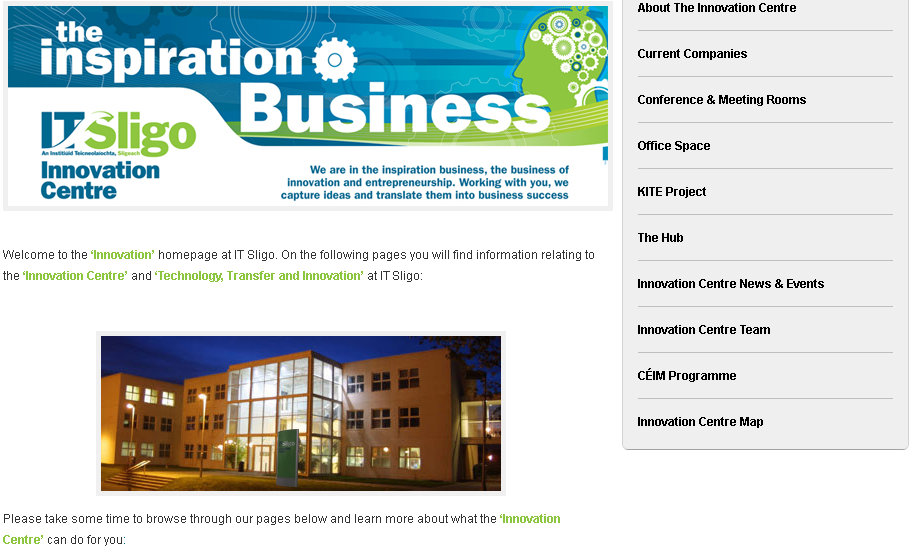 the
inspiration
Business
ITSligo
An Institiúid Teicneolaíochta, Sligeach
Innovation
Centre
We are in the inspiration business, the business of
innovation and entrepreneurship. Working with you, we
capture ideas and translate them into business success
Welcome to the ‘Innovation’ homepage at IT Sligo. On the following pages you will find information relating to
the ‘Innovation Centre’ and ‘Technology, Transfer and Innovation’ at IT Sligo:
Please take some time to browse through our pages below and learn more about what the ‘Innovation
Centre’ can do for you:
About The Innovation Centre
Current Companies
Conference & Meeting Rooms
Office Space
KITE Project
The Hub
Innovation Centre News & Events
Innovation Centre Team
CÉIM Programme
Innovation Centre Map